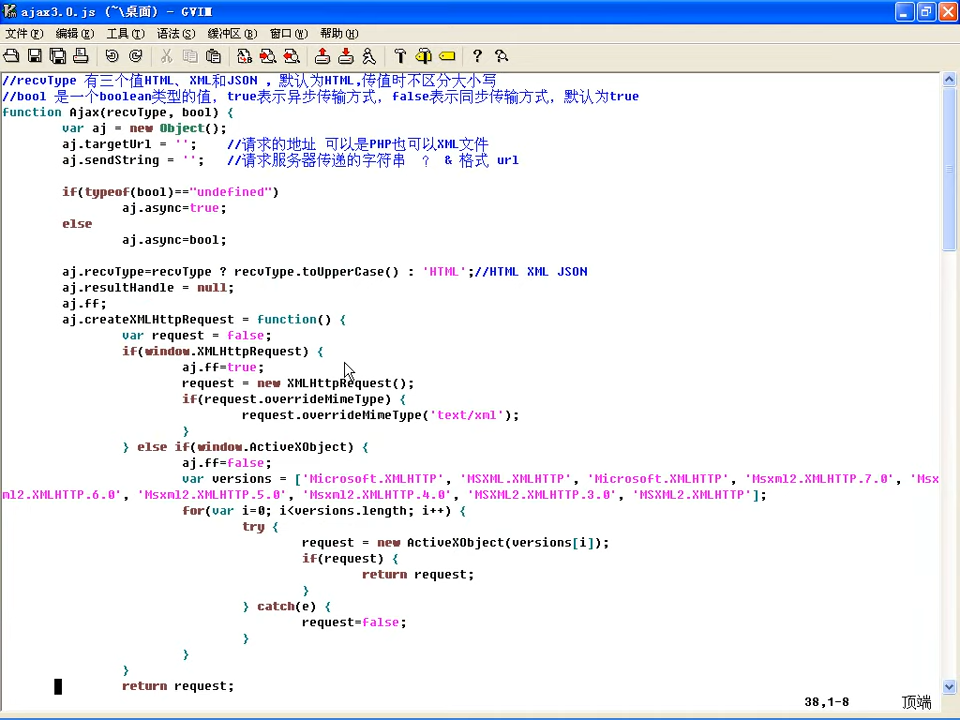 ajax3.0.js (~\桌面) - GVIM
文件(F) 编辑(E) 工具(T) 语法(S) 缓冲区(B) 窗口(W) 帮助(H)
//recvType 有三个值HTML、XML和JSON ，默认为HTML,传值时不区分大小写
//bool 是一个boolean类型的值，true表示异步传输方式，false表示同步传输方式，默认为true
function Ajax(recvType, bool) {
var aj = new Object();
aj.targetUrl = ''; //请求的地址 可以是PHP也可以XML文件
aj.sendString = ''; //请求服务器传递的字符串 ？ & 格式 url
if(typeof(bool)=="undefined")
aj.async=true;
else
aj.async=bool;
aj.recvType=recvType ? recvType.toUpperCase() : 'HTML';//HTML XML JSON
aj.resultHandle = null;
aj.ff;
aj.createXMLHttpRequest = function() {
var request = false;
if(window.XMLHttpRequest) {
aj.ff=true;
request = new XMLHttpRequest();
if(request.overrideMimeType) {
request.overrideMimeType('text/xml');
}
} else if(window.ActiveXObject) {
aj.ff=false;
var versions = ['Microsoft.XMLHTTP', 'MSXML.XMLHTTP', 'Microsoft.XMLHTTP', 'Msxml2.XMLHTTP.7.0', 'Msx
ml2.XMLHTTP.6.0', 'Msxml2.XMLHTTP.5.0', 'Msxml2.XMLHTTP.4.0', 'MSXML2.XMLHTTP.3.0', 'MSXML2.XMLHTTP'];
for(var i=0; i<versions.length; i++) {
try {
request = new ActiveXObject(versions[i]);
if(request) {
return request;
}
} catch(e) {
request=false;
}
}
}
return request;
38,1-8 顶端